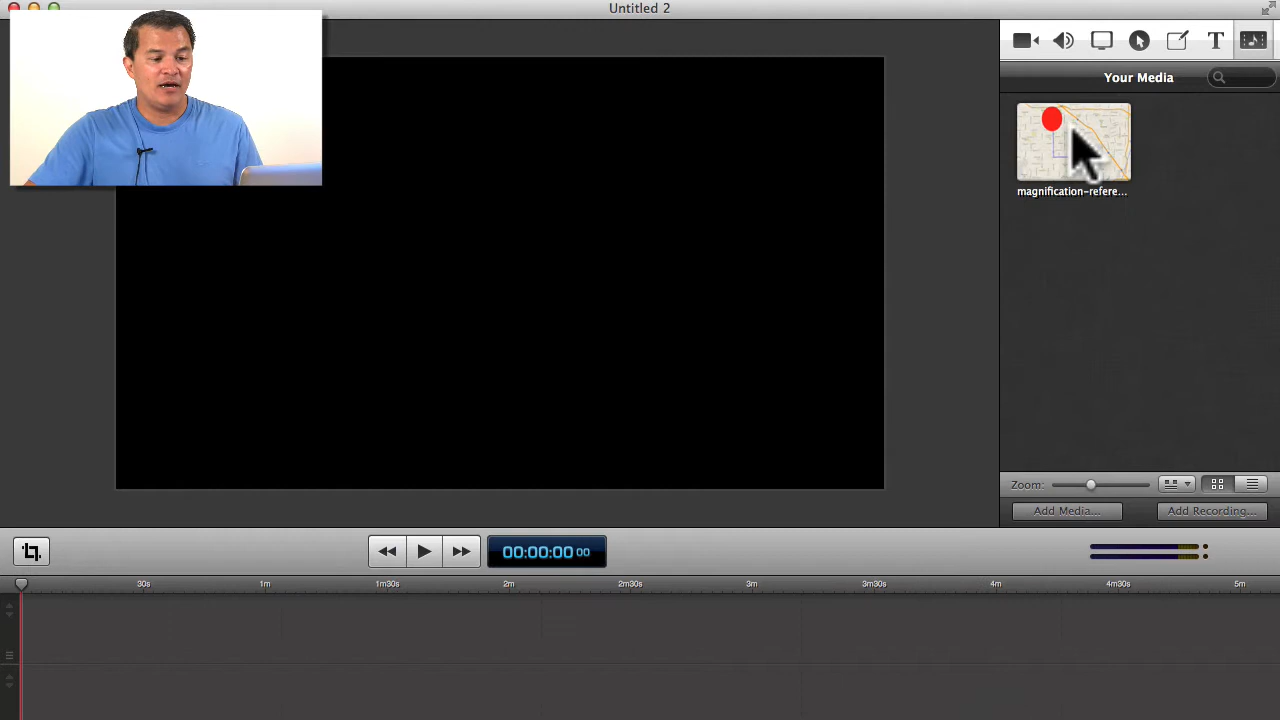 Untitled 2
T
Your Media
magnification-refere...
Zoom:
Add Media...
Add Recording...
00:00:00 00
30s 1m 1m30s 2m 2m30s 3m 3m30s 4m 4m30s 5m